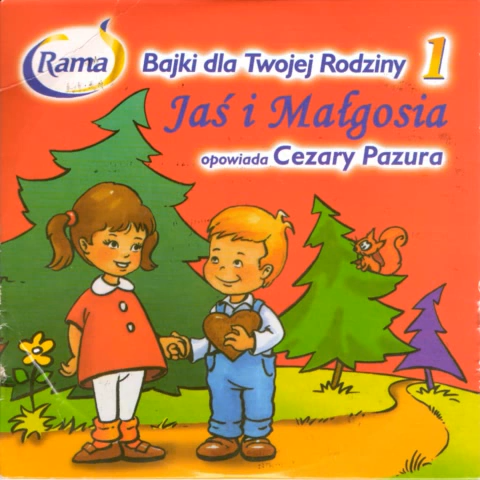 Rama
Bajki dla Twojej Rodziny 1
Jaś i Małgosia
opowiada Cezary Pazura